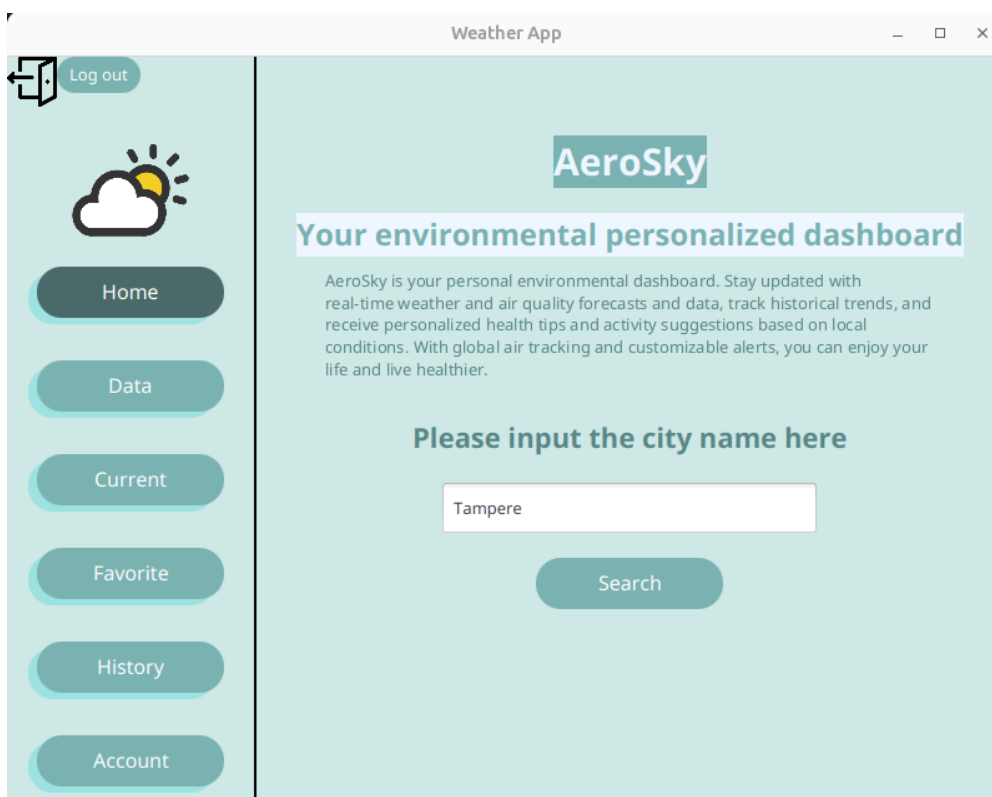 Weather App
Log out
Home
Data
Current
Favorite
History
Account
AeroSky
Your environmental personalized dashboard
AeroSky is your personal environmental dashboard. Stay updated with
real-time weather and air quality forecasts and data, track historical trends, and
receive personalized health tips and activity suggestions based on local
conditions. With global air tracking and customizable alerts, you can enjoy your
life and live healthier.
Please input the city name here
Tampere
Search